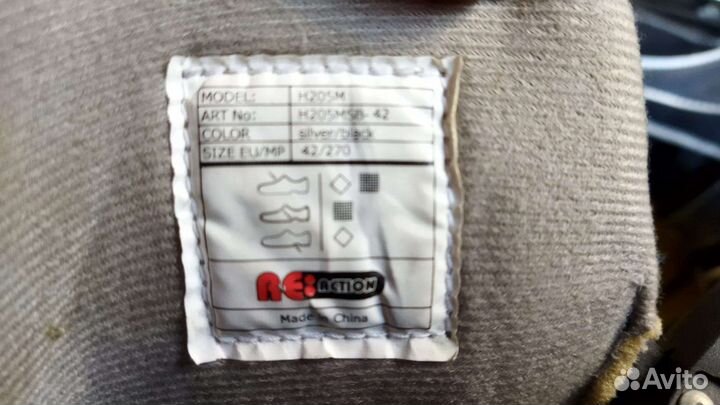 MODEL: H205M
ART No: H205MSB-42
COLOR silver/black
SIZE EU/MP 42/270
RE:ACTION
Made in China
Avito